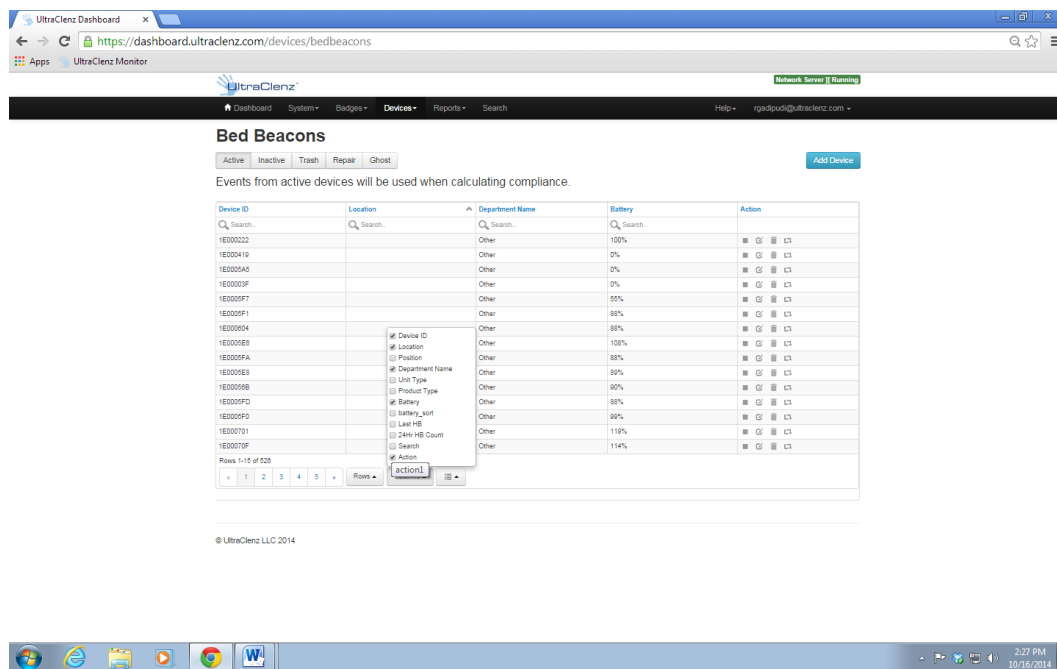 UltraClenz Dashboard
https://dashboard.ultraclenz.com/devices/bedbeacons
Apps UltraClenz Monitor
UltraClenz
Network Server ][ Running
Dashboard System Badges Devices Reports Search Help rgadipudi@ultraclenz.com
Bed Beacons
Active Inactive Trash Repair Ghost Add Device
Events from active devices will be used when calculating compliance.
Device ID Location Department Name Battery Action
Search.. Search.. Search.. Search..
1E000222 Other 100%
1E000419 Other 0%
1E0005A5 Other 0%
1E00003F Other 0%
1E0005F7 Other 55%
1E0005F1 Other 88%
1E000604 Other 88%
1E0005E6 Other 108%
1E0005FA Other 88%
1E0005E8 Other 89%
1E00056B Other 90%
1E0005FD Other 88%
1E0005F0 Other 99%
1E000701 Other 119%
1E00070F Other 114%
Device ID
Location
Position
Department Name
Unit Type
Product Type
Battery
battery_sort
Last HB
24Hr HB Count
Search
Action
action1
Rows 1-15 of 526
« 1 2 3 4 5 » Rows
© UltraClenz LLC 2014
2:27 PM
10/16/2014